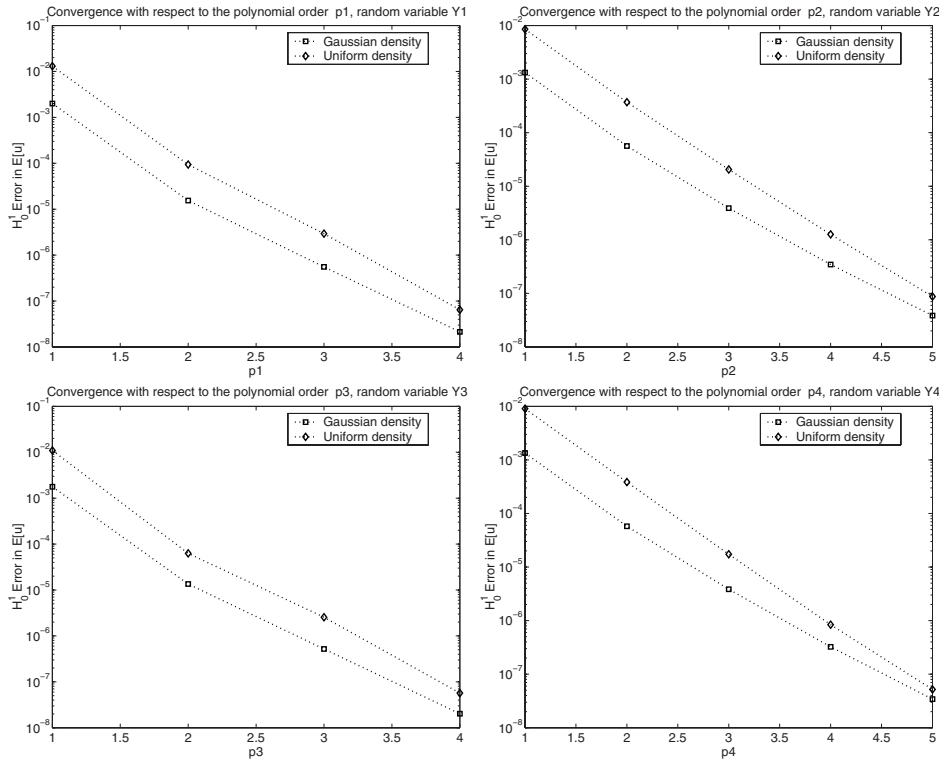 Convergence with respect to the polynomial order p1, random variable Y1
Gaussian density
Uniform density
10^-1
10^-2
10^-3
10^-4
10^-5
10^-6
10^-7
10^-8
H_0^1 Error in E[u]
1 1.5 2 2.5 3 3.5 4
p1
Convergence with respect to the polynomial order p2, random variable Y2
Gaussian density
Uniform density
10^-2
10^-3
10^-4
10^-5
10^-6
10^-7
10^-8
H_0^1 Error in E[u]
1 1.5 2 2.5 3 3.5 4 4.5 5
p2
Convergence with respect to the polynomial order p3, random variable Y3
Gaussian density
Uniform density
10^-1
10^-2
10^-3
10^-4
10^-5
10^-6
10^-7
10^-8
H_0^1 Error in E[u]
1 1.5 2 2.5 3 3.5 4
p3
Convergence with respect to the polynomial order p4, random variable Y4
Gaussian density
Uniform density
10^-2
10^-3
10^-4
10^-5
10^-6
10^-7
10^-8
H_0^1 Error in E[u]
1 1.5 2 2.5 3 3.5 4 4.5 5
p4